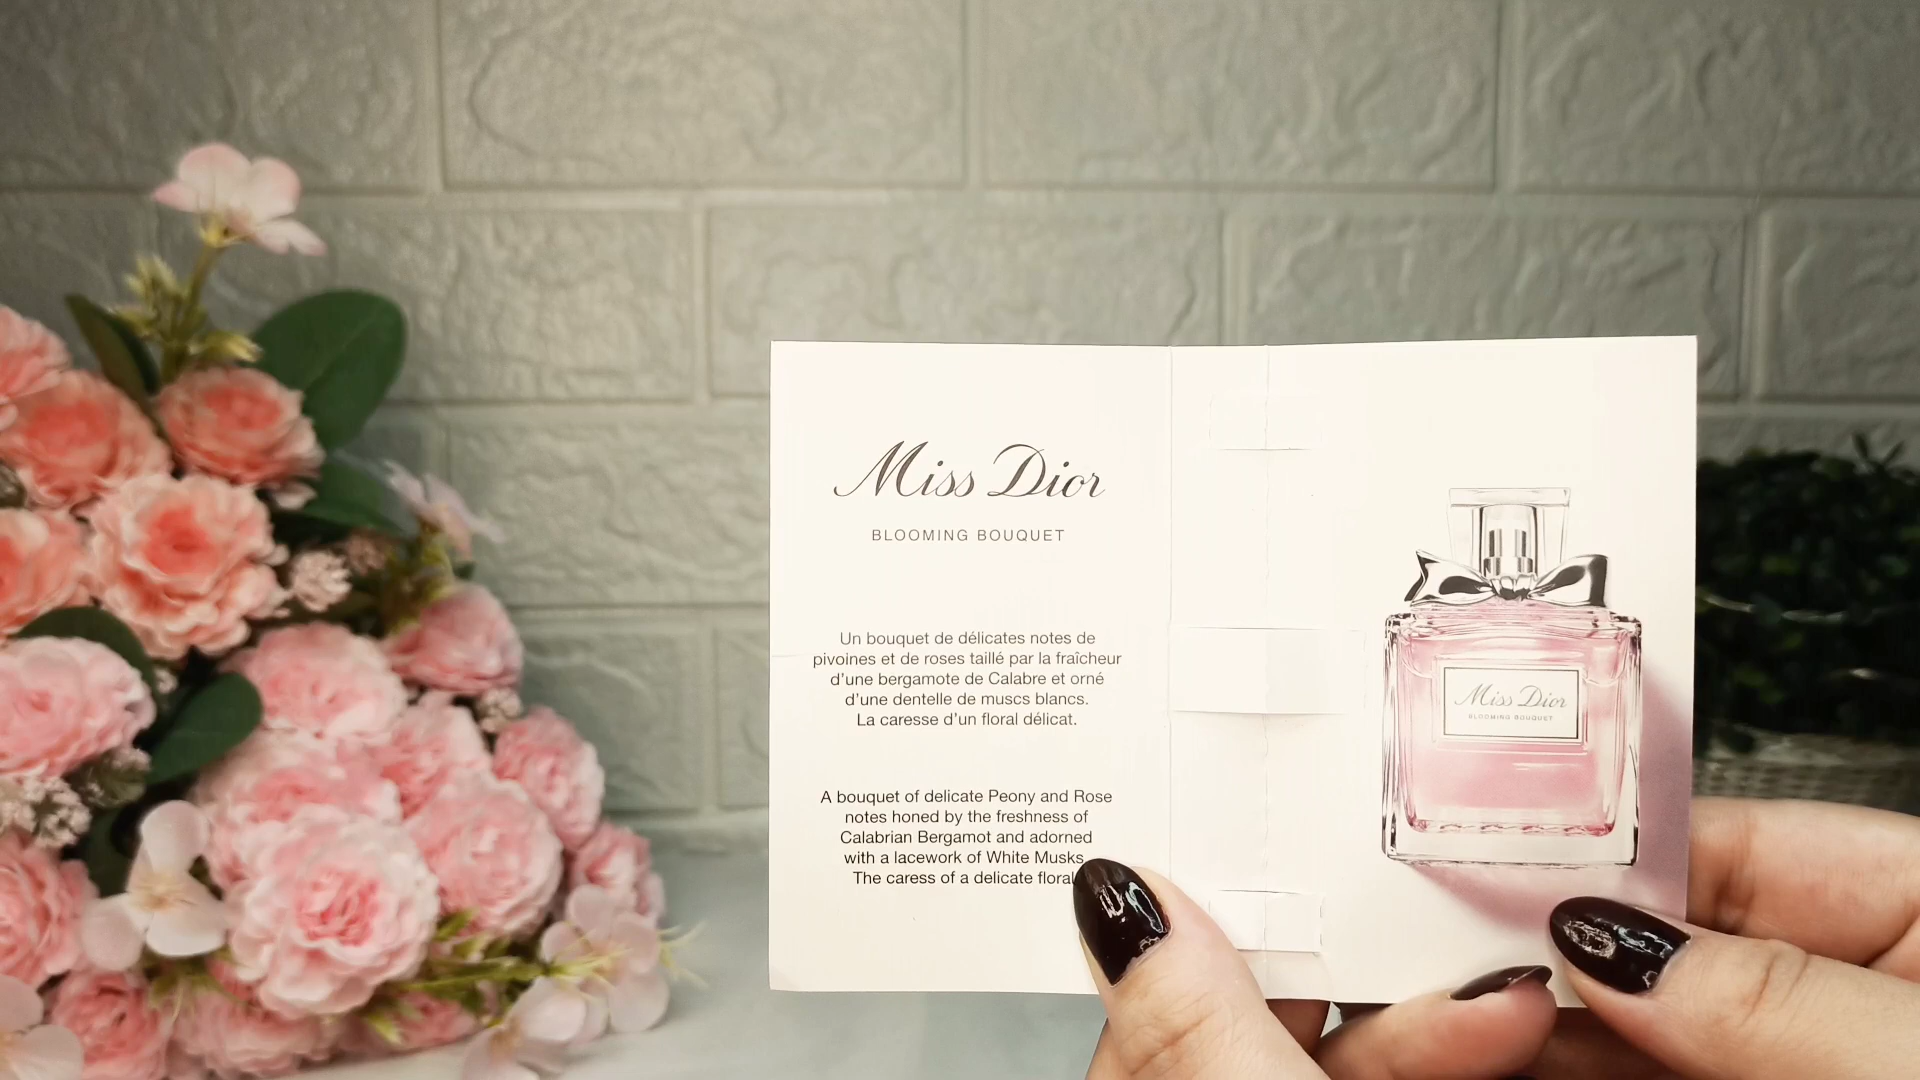 Miss Dior
BLOOMING BOUQUET
Un bouquet de délicates notes de
pivoines et de roses taillé par la fraîcheur
d'une bergamote de Calabre et orné
d'une dentelle de muscs blancs.
La caresse d'un floral délicat.
A bouquet of delicate Peony and Rose
notes honed by the freshness of
Calabrian Bergamot and adorned
with a lacework of White Musks
The caress of a delicate floral
Miss Dior
BLOOMING BOUQUET